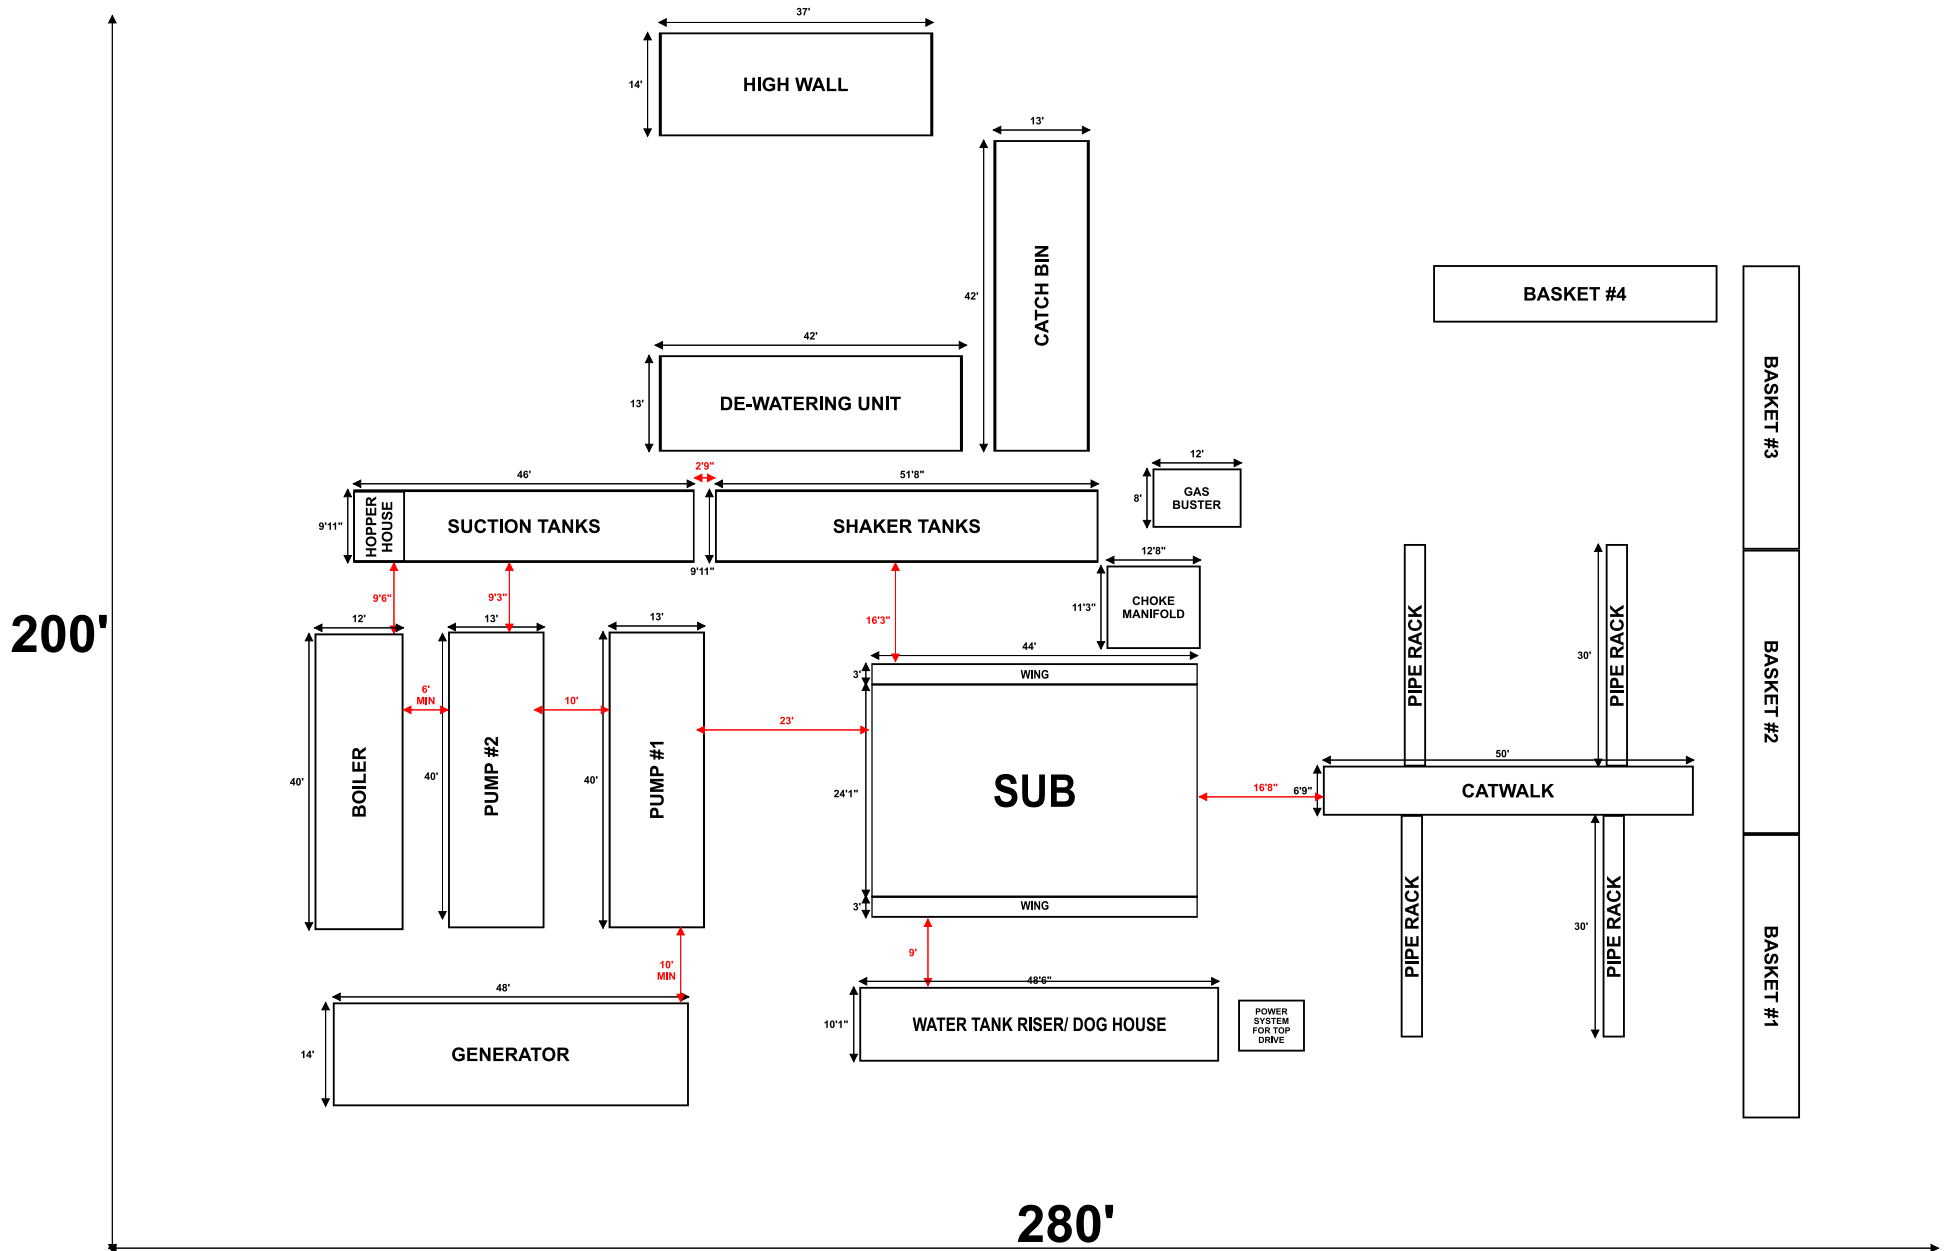 37'
14'
HIGH WALL
13'
42'
CATCH BIN
BASKET #4
BASKET #3
42'
13'
DE-WATERING UNIT
46'
2'9"
51'8"
12'
8'
GAS
BUSTER
9'11"
HOPPER
HOUSE
SUCTION TANKS
9'11"
SHAKER TANKS
12'8"
11'3"
CHOKE
MANIFOLD
9'6"
9'3"
16'3"
200'
12'
13'
13'
44'
3'
WING
PIPE RACK
30'
PIPE RACK
BASKET #2
6'
MIN
10'
23'
40'
BOILER
40'
PUMP #2
40'
PUMP #1
24'1"
SUB
16'8"
50'
6'9"
CATWALK
3'
WING
PIPE RACK
30'
PIPE RACK
BASKET #1
9'
10'
MIN
48'
14'
GENERATOR
48'6"
10'1"
WATER TANK RISER/ DOG HOUSE
POWER
SYSTEM
FOR TOP
DRIVE
280'